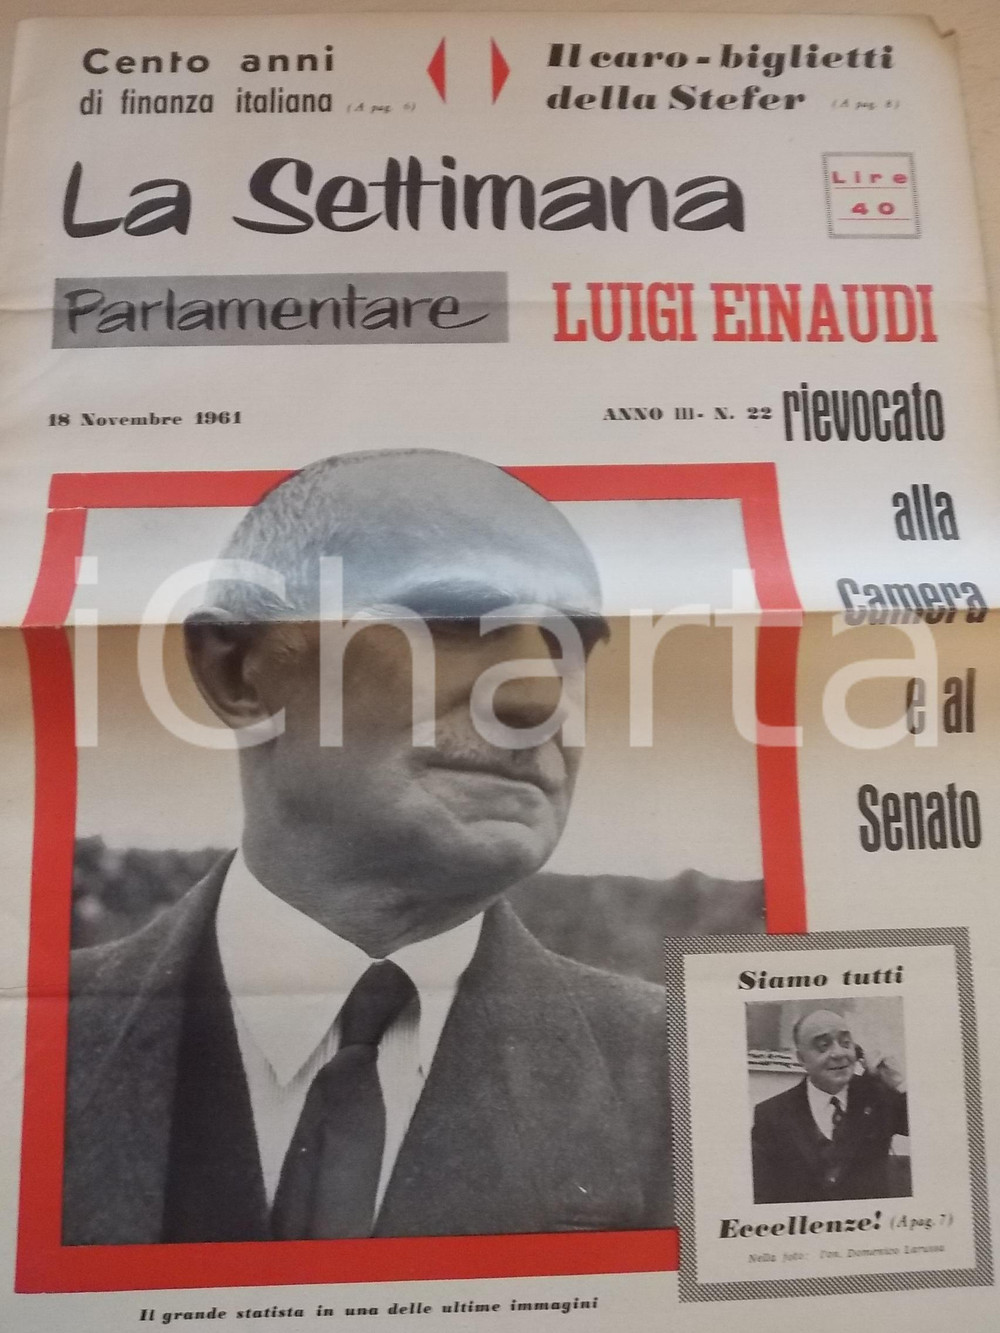 Cento anni
di finanza italiana (A pag. 6)
Il caro-biglietti
della Stefer (A pag. 8)
La Settimana
Lire
40
Parlamentare
LUIGI EINAUDI
rievocato
alla
Camera
e al
Senato
18 Novembre 1961
ANNO III - N. 22
iCharta
Siamo tutti
Eccellenze! (A pag. 7)
Nella foto: l'on. Domenico Larussa
Il grande statista in una delle ultime immagini